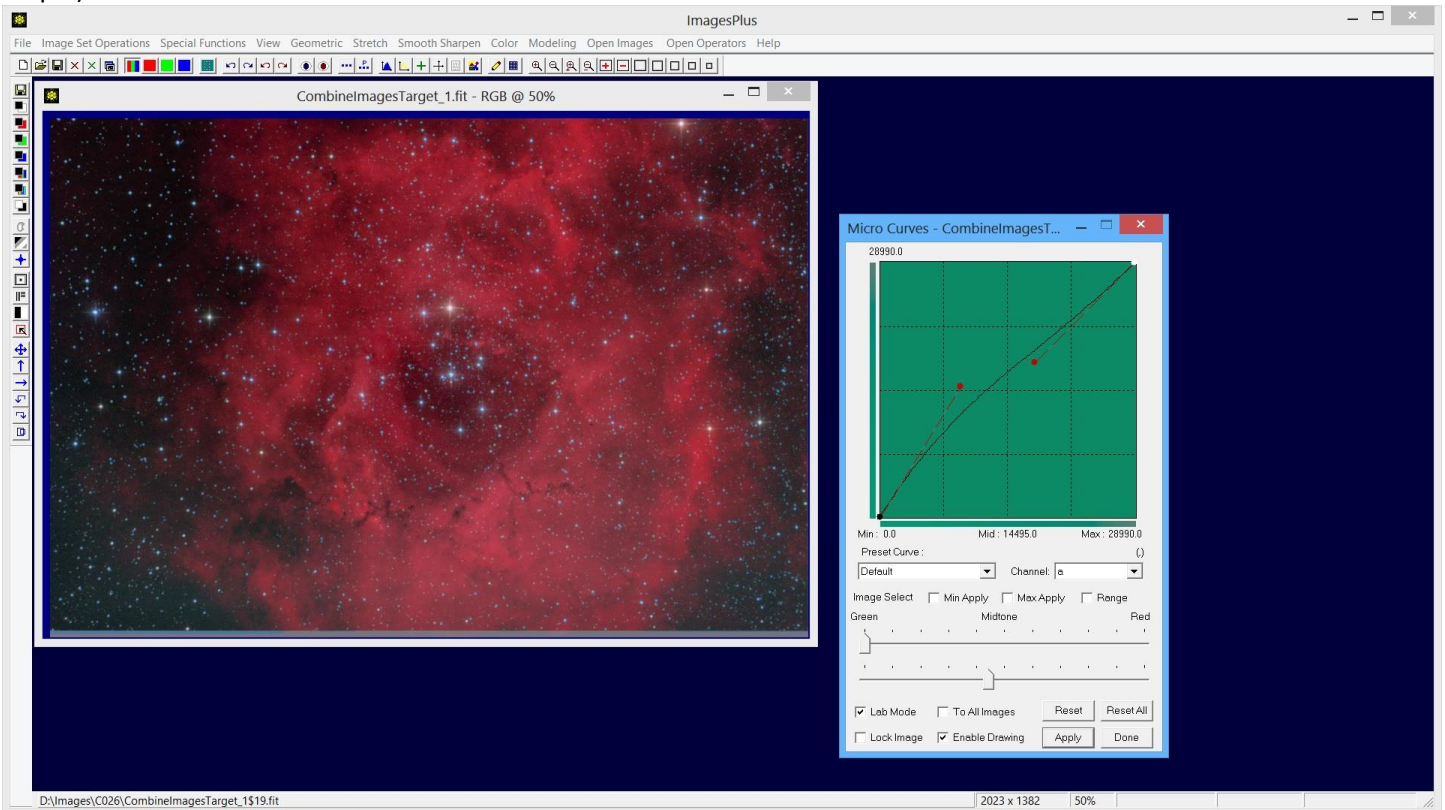 ImagesPlus
File Image Set Operations Special Functions View Geometric Stretch Smooth Sharpen Color Modeling Open Images Open Operators Help
CombineImagesTarget_1.fit - RGB @ 50%
Micro Curves - CombineImagesT...
28990.0
Min : 0.0 Mid : 14495.0 Max : 28990.0
Preset Curve : (,)
Default Channel: a
Image Select Min Apply Max Apply Range
Green Midtone Red
Lab Mode To All Images Reset Reset All
Lock Image Enable Drawing Apply Done
D:\Images\C026\CombineImagesTarget_1$19.fit 2023 x 1382 50%